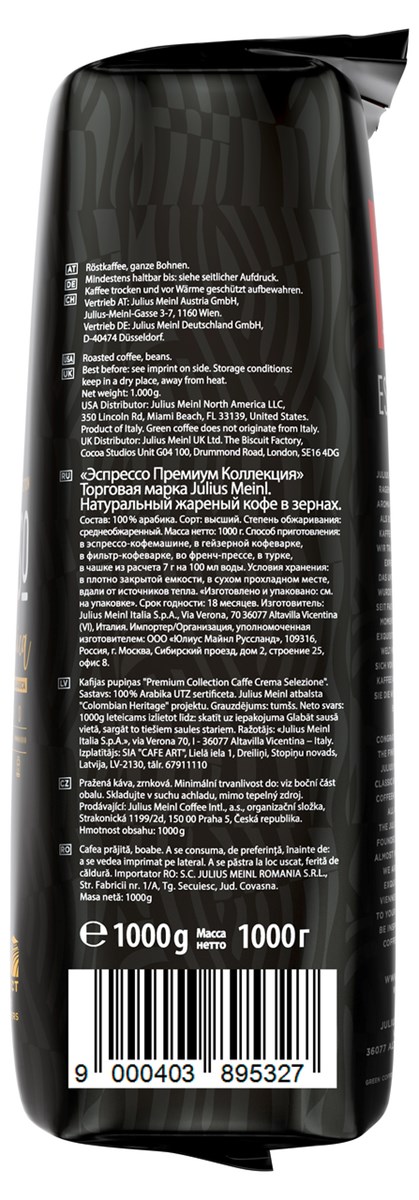 AT Röstkaffee, ganze Bohnen.
DE Mindestens haltbar bis: siehe seitlicher Aufdruck.
CH Kaffee trocken und vor Wärme geschützt aufbewahren.
Vertrieb AT: Julius Meinl Austria GmbH,
Julius-Meinl-Gasse 3-7, 1160 Wien.
Vertrieb DE: Julius Meinl Deutschland GmbH,
D-40474 Düsseldorf.
USA Roasted coffee, beans.
UK Best before: see imprint on side. Storage conditions:
keep in a dry place, away from heat.
Net weight: 1.000g.
USA Distributor: Julius Meinl North America LLC,
350 Lincoln Rd, Miami Beach, FL 33139, United States.
Product of Italy. Green coffee does not originate from Italy.
UK Distributor: Julius Meinl UK Ltd. The Biscuit Factory,
Cocoa Studios Unit G04 100, Drummond Road, London, SE16 4DG
RU «Эспрессо Премиум Коллекция»
Торговая марка Julius Meinl.
Натуральный жареный кофе в зернах.
Состав: 100% арабика. Сорт: высший. Степень обжаривания:
среднеобжаренный. Масса нетто: 1000 г. Способ приготовления:
в эспрессо-кофемашине, в гейзерной кофеварке,
в фильтр-кофеварке, во френч-прессе, в турке,
в чашке из расчета 7 г на 100 мл воды. Условия хранения:
в плотно закрытой емкости, в сухом прохладном месте,
вдали от источников тепла. «Изготовлено и упаковано: см.
на упаковке». Срок годности: 18 месяцев. Изготовитель:
Julius Meinl Italia S.p.A., Via Verona, 70 36077 Altavilla Vicentina
(VI), Италия. Импортер/Организация, уполномоченная
изготовителем: ООО «Юлиус Майнл Руссланд», 109316,
Россия, г. Москва, Сибирский проезд, дом 2, строение 25,
офис 8.
LV Kafijas pupiņas "Premium Collection Caffe Crema Selezione".
Sastavs: 100% Arabika UTZ sertificeta. Julius Meinl atbalsta
"Colombian Heritage" projektu. Grauzdējums: tumšs. Neto svars:
1000g Ieteicams izlietot līdz: skatīt uz iepakojuma Glabāt sausā
vietā, sargāt to tiešiem saules stariem. Ražotājs: «Julius Meinl
Italia S.p.A.», via Verona 70, I - 36077 Altavilla Vicentina – Italy.
Izplatītājs: SIA "CAFE ART", Lielā iela 1, Dreiliņi, Stopiņu novads,
Latvija, LV-2130, tālr. 67911110
CZ Pražená káva, zrnková. Minimální trvanlivost do: viz boční část
obalu. Skladujte v suchu achladu, mimo tepelný zdroj.
Prodávající: Julius Meinl Coffee Intl., a.s., organizační složka,
Strakonická 1199/2d, 150 00 Praha 5, Česká republika.
Hmotnost obsahu: 1000 g
RO Cafea prăjită, boabe. A se consuma, de preferință, înainte de:
a se vedea imprimat pe lateral. A se păstra la loc uscat, ferită de
căldură. Importator RO: S.C. JULIUS MEINL ROMANIA S.R.L.,
Str. Fabricii nr. 1/A, Tg. Secuiesc, Jud. Covasna.
Masa netă: 1000g
℮ 1000g Масса нетто 1000г
9 000403 895327